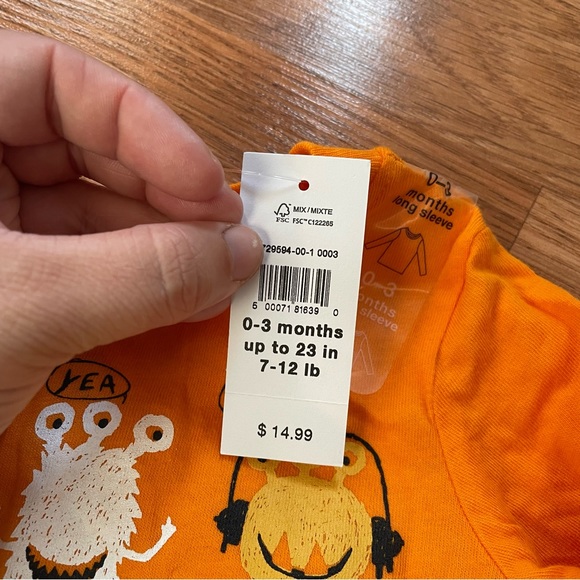 MIX/MIXTE
FSC FSC™ C122266
729594-00-1 0003
5 00071 81639 0
0-3 months
up to 23 in
7-12 lb
$ 14.99
0-3
months
long sleeve
0-3
months
sleeve
YEA